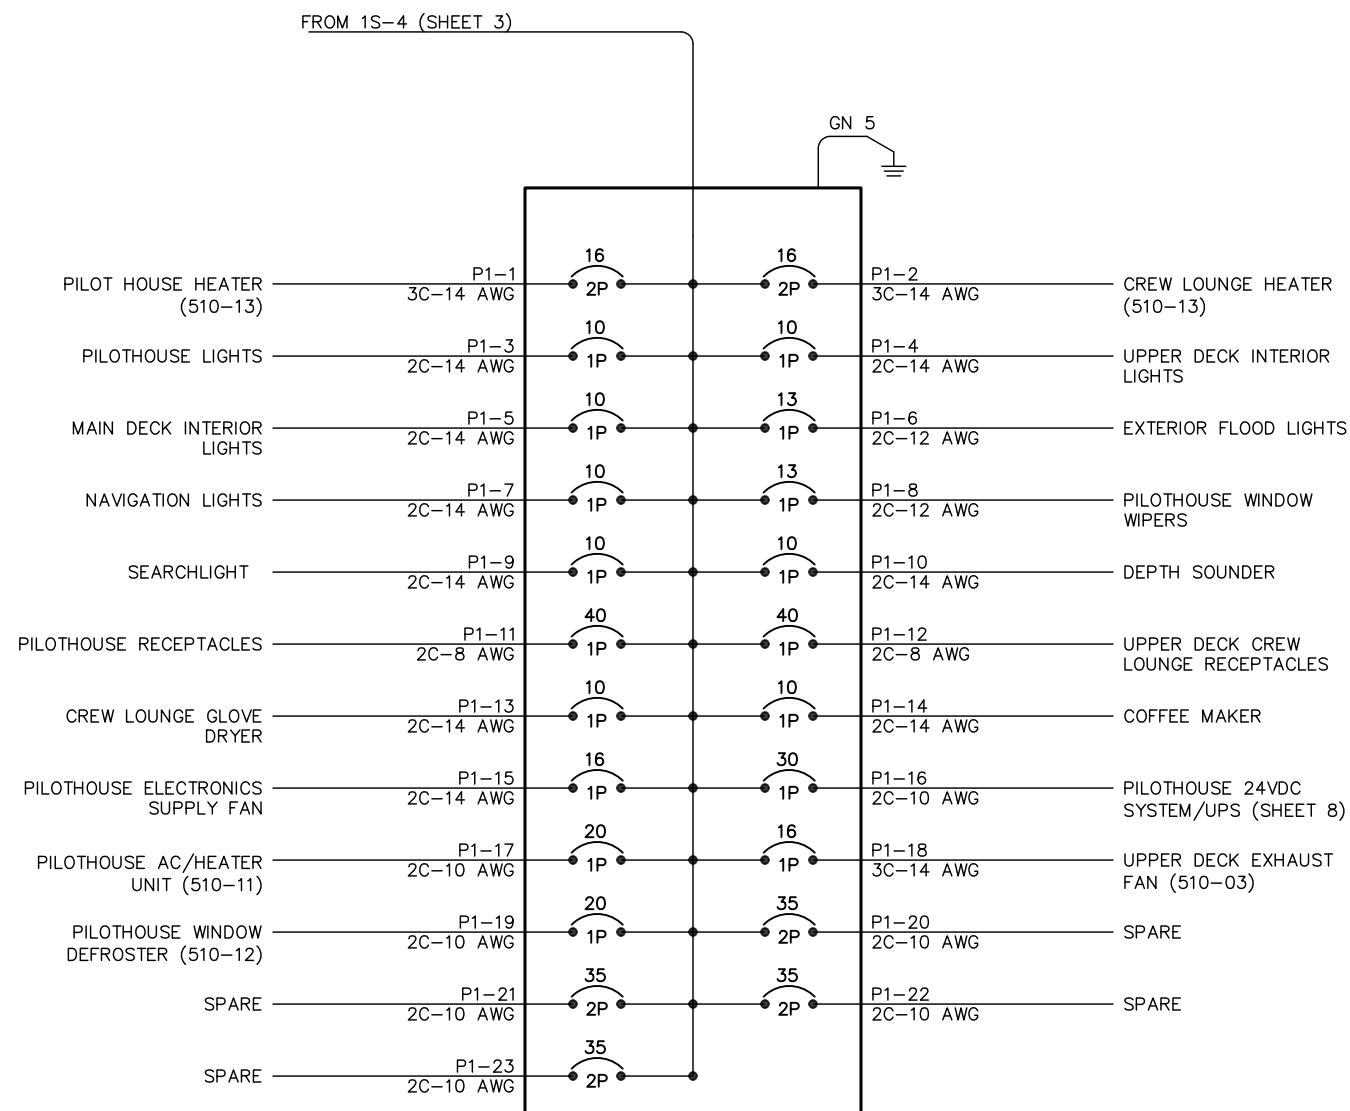 FROM 1S-4 (SHEET 3)
GN 5
16
16
P1-1
P1-2
PILOT HOUSE HEATER
2P
2P
CREW LOUNGE HEATER
3C-14 AWG
3C-14 AWG
(510-13)
(510-13)
10
10
P1-3
P1-4
PILOTHOUSE LIGHTS
1P
1P
UPPER DECK INTERIOR
2C-14 AWG
2C-14 AWG
LIGHTS
10
13
P1-5
P1-6
MAIN DECK INTERIOR
1P
1P
EXTERIOR FLOOD LIGHTS
2C-14 AWG
2C-12 AWG
LIGHTS
10
13
P1-7
P1-8
NAVIGATION LIGHTS
1P
1P
PILOTHOUSE WINDOW
2C-14 AWG
2C-12 AWG
WIPERS
10
10
P1-9
P1-10
SEARCHLIGHT
1P
1P
DEPTH SOUNDER
2C-14 AWG
2C-14 AWG
40
40
P1-11
P1-12
PILOTHOUSE RECEPTACLES
1P
1P
UPPER DECK CREW
2C-8 AWG
2C-8 AWG
LOUNGE RECEPTACLES
10
10
P1-13
P1-14
CREW LOUNGE GLOVE
1P
1P
COFFEE MAKER
2C-14 AWG
2C-14 AWG
DRYER
16
30
P1-15
P1-16
PILOTHOUSE ELECTRONICS
1P
1P
PILOTHOUSE 24VDC
2C-14 AWG
2C-10 AWG
SUPPLY FAN
SYSTEM/UPS (SHEET 8)
20
16
P1-17
P1-18
PILOTHOUSE AC/HEATER
1P
1P
UPPER DECK EXHAUST
2C-10 AWG
3C-14 AWG
UNIT (510-11)
FAN (510-03)
20
35
P1-19
P1-20
PILOTHOUSE WINDOW
1P
2P
SPARE
2C-10 AWG
2C-10 AWG
DEFROSTER (510-12)
35
35
P1-21
P1-22
SPARE
2P
2P
SPARE
2C-10 AWG
2C-10 AWG
35
P1-23
SPARE
2P
2C-10 AWG